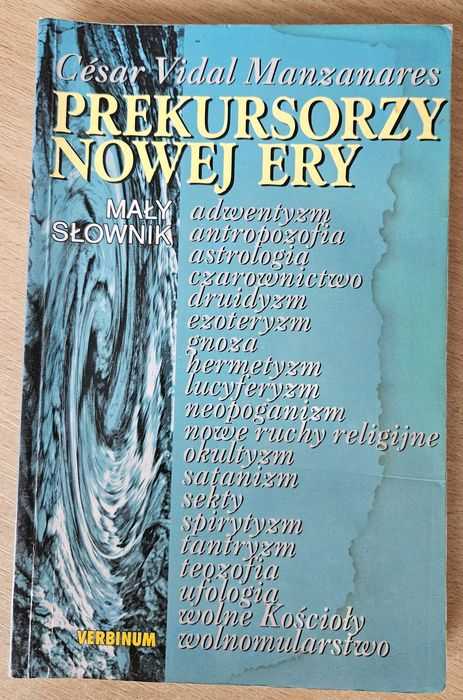 César Vidal Manzanares
PREKURSORZY
NOWEJ ERY
MAŁY
SŁOWNIK
adwentyzm
antropozofia
astrologia
czarownictwo
druidyzm
ezoteryzm
gnoza
hermetyzm
lucyferyzm
neopoganizm
nowe ruchy religijne
okultyzm
satanizm
sekty
spirytyzm
tantryzm
teozofia
ufologia
wolne Kościoły
wolnomularstwo
VERBINUM